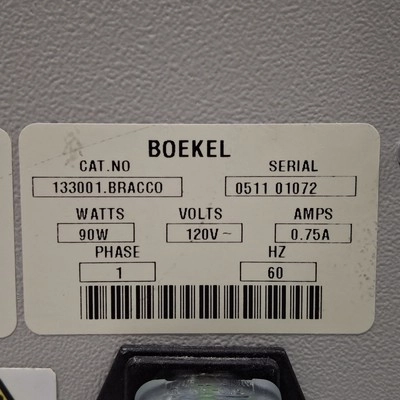 BOEKEL
CAT.NO SERIAL
133001.BRACCO 0511 01072
WATTS VOLTS AMPS
90W 120V~ 0.75A
PHASE HZ
1 60